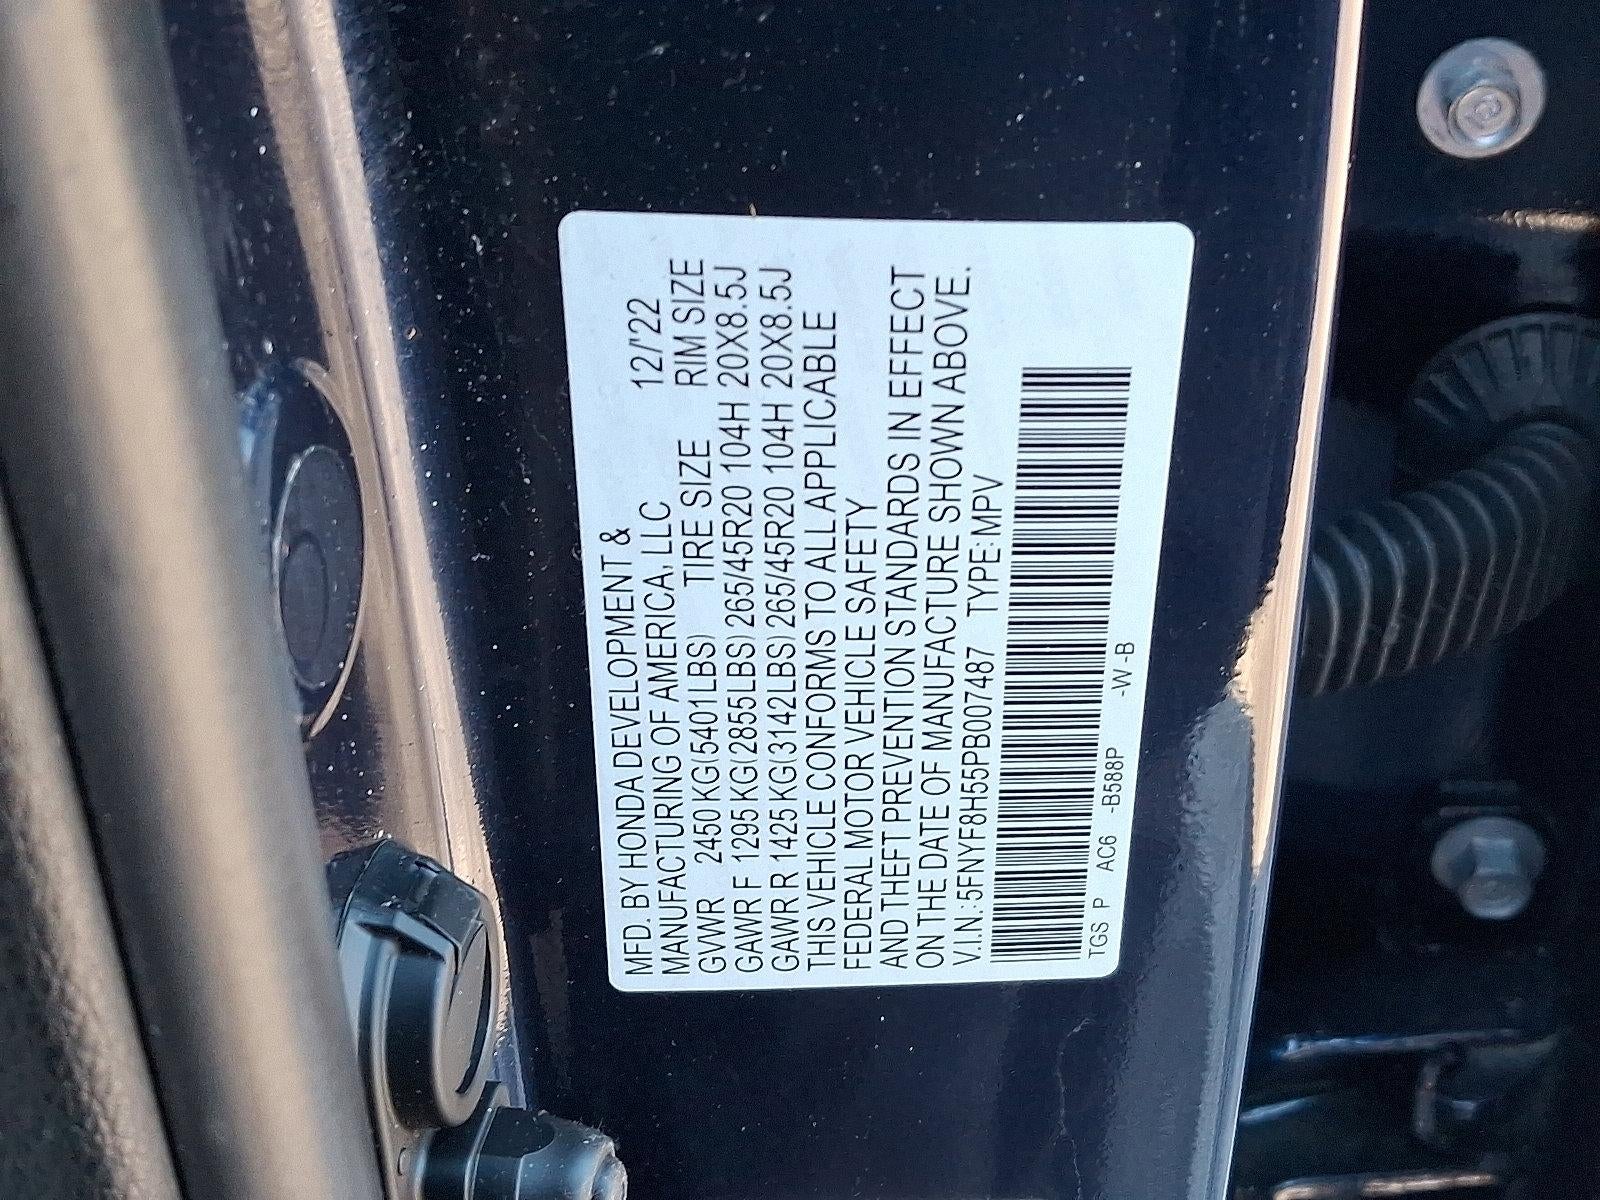 MFD. BY HONDA DEVELOPMENT &
MANUFACTURING OF AMERICA, LLC 12/'22
GVWR 2450 KG(5401LBS) TIRE SIZE RIM SIZE
GAWR F 1295 KG(2855LBS) 265/45R20 104H 20X8.5J
GAWR R 1425 KG(3142LBS) 265/45R20 104H 20X8.5J
THIS VEHICLE CONFORMS TO ALL APPLICABLE
FEDERAL MOTOR VEHICLE SAFETY
AND THEFT PREVENTION STANDARDS IN EFFECT
ON THE DATE OF MANUFACTURE SHOWN ABOVE.
V.I.N.: 5FNYF8H55PB007487 TYPE: MPV
TGS P AC6 -B588P -W-B